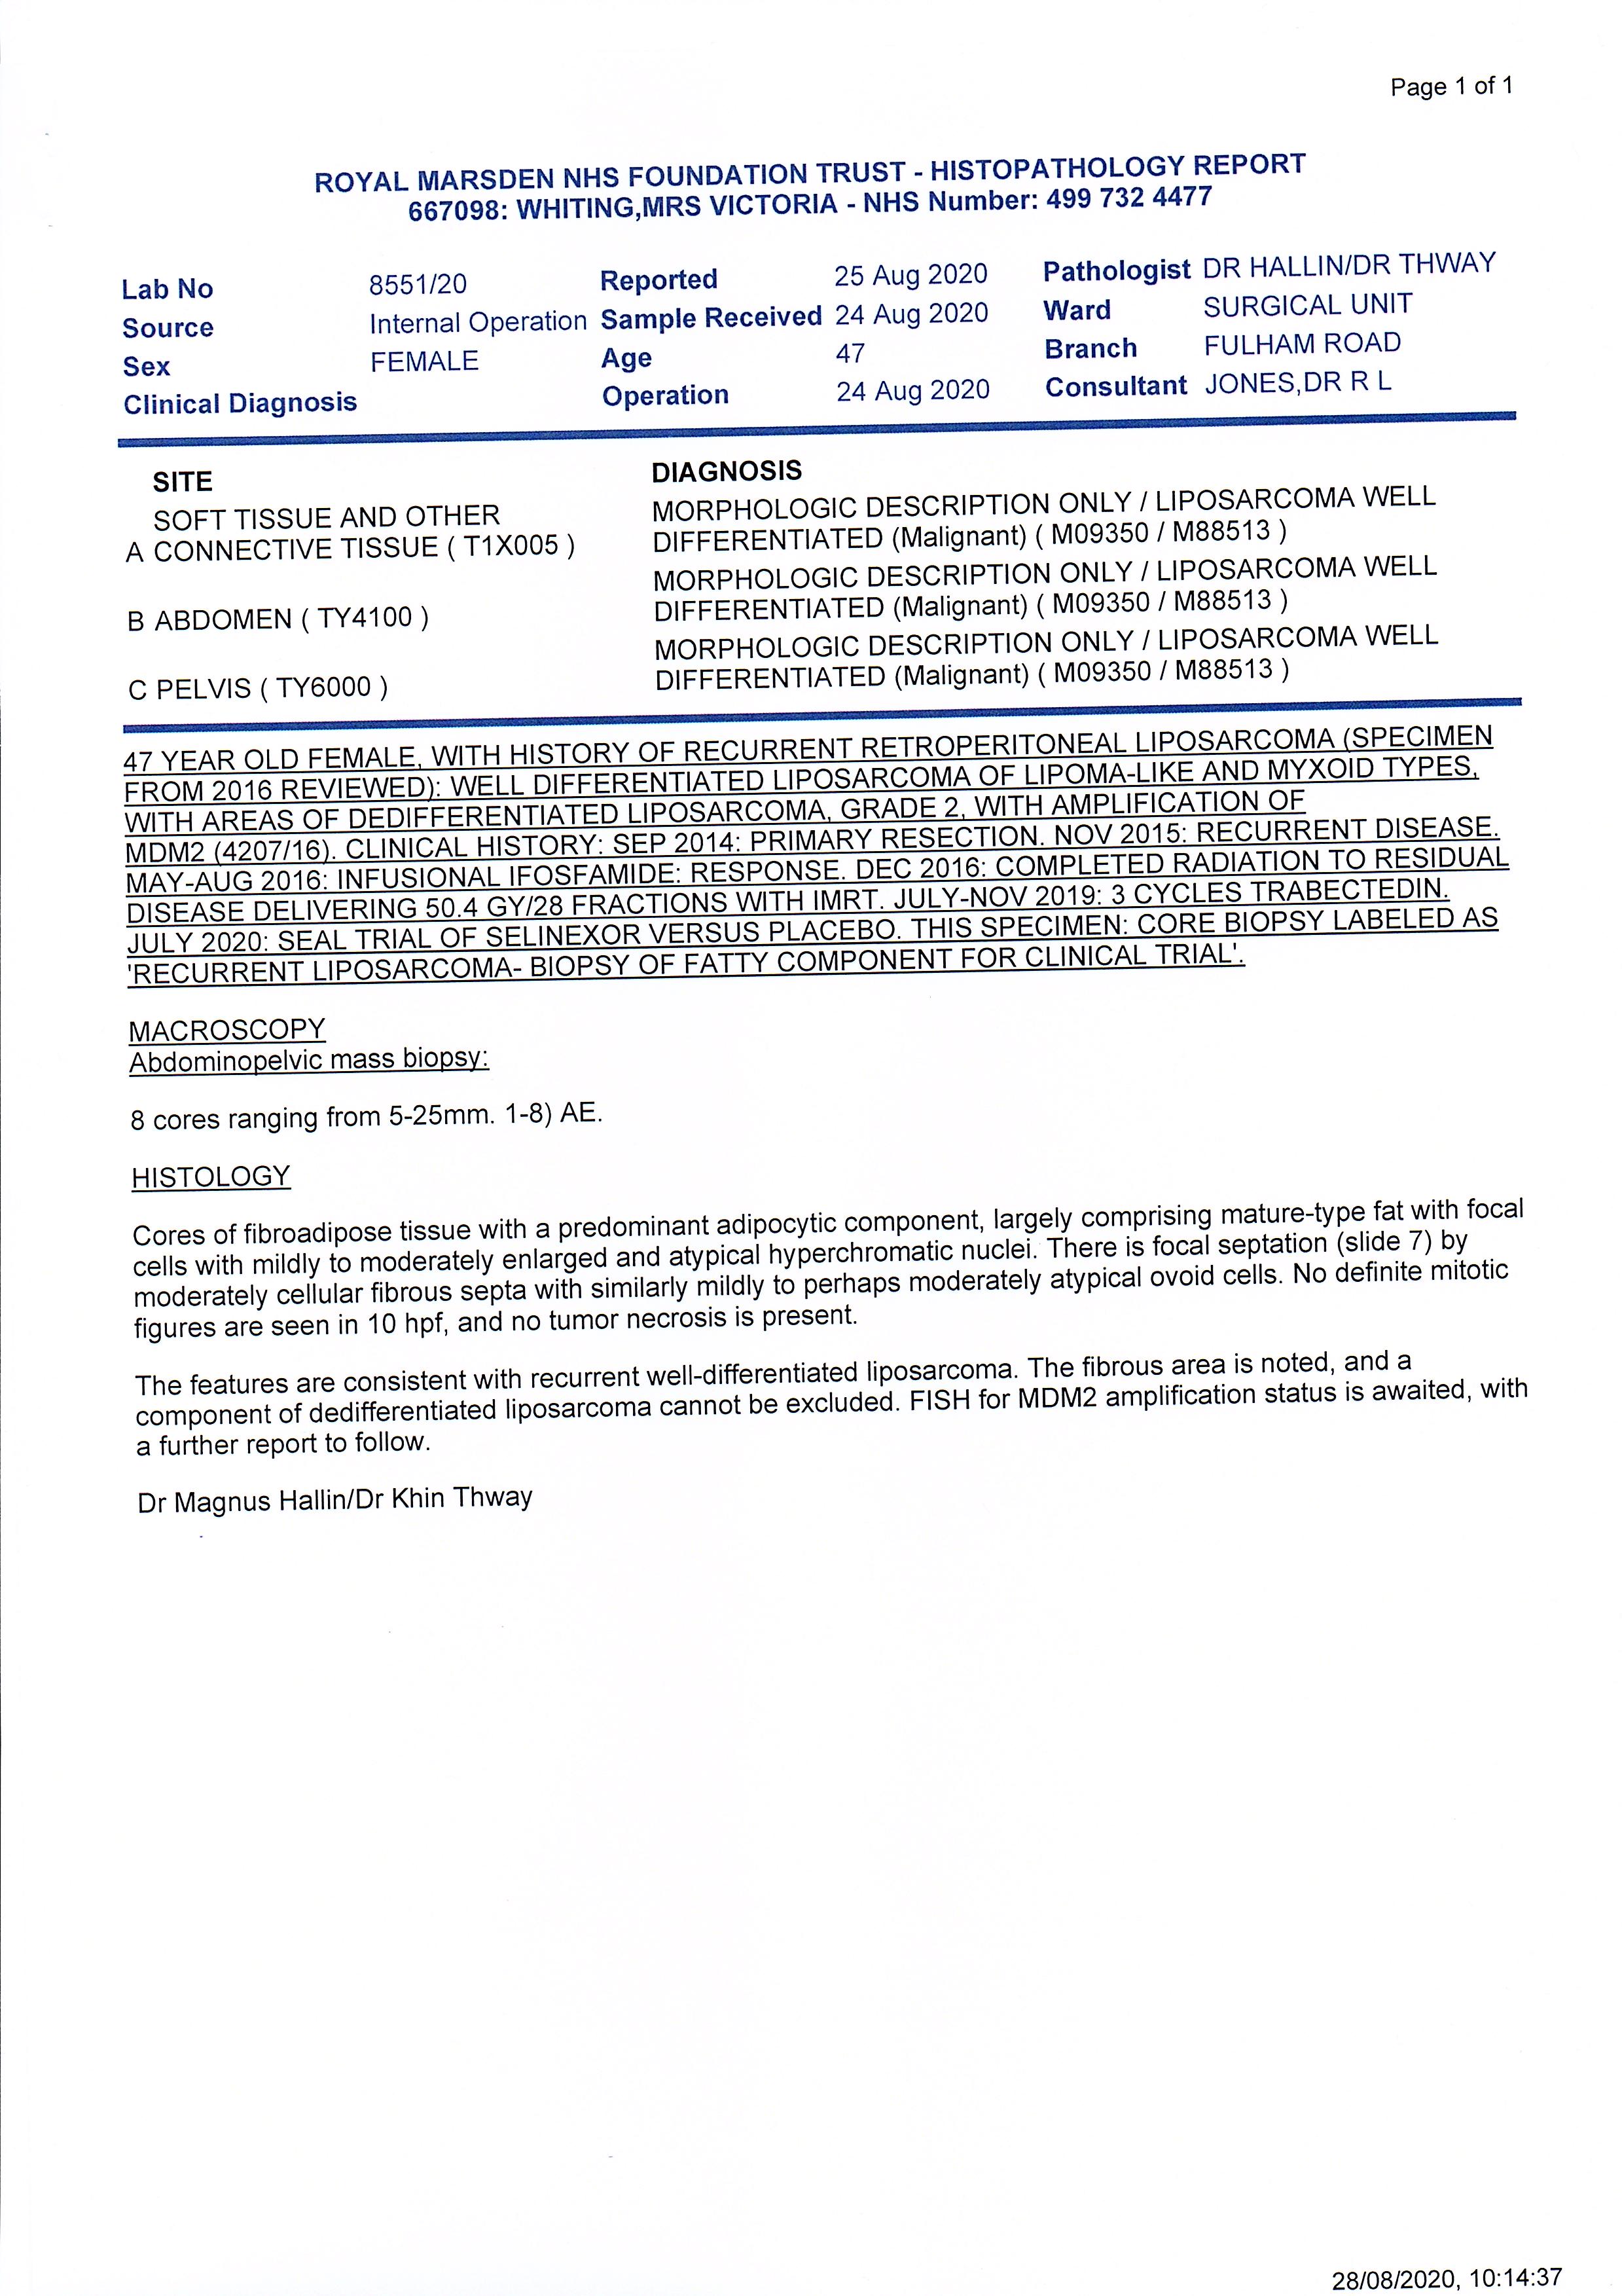 Page 1 of 1
ROYAL MARSDEN NHS FOUNDATION TRUST - HISTOPATHOLOGY REPORT
667098: WHITING,MRS VICTORIA - NHS Number: 499 732 4477
Lab No 8551/20 Reported 25 Aug 2020 Pathologist DR HALLIN/DR THWAY
Source Internal Operation Sample Received 24 Aug 2020 Ward SURGICAL UNIT
Sex FEMALE Age 47 Branch FULHAM ROAD
Clinical Diagnosis Operation 24 Aug 2020 Consultant JONES,DR R L
SITE DIAGNOSIS
SOFT TISSUE AND OTHER MORPHOLOGIC DESCRIPTION ONLY / LIPOSARCOMA WELL
A CONNECTIVE TISSUE ( T1X005 ) DIFFERENTIATED (Malignant) ( M09350 / M88513 )
MORPHOLOGIC DESCRIPTION ONLY / LIPOSARCOMA WELL
B ABDOMEN ( TY4100 ) DIFFERENTIATED (Malignant) ( M09350 / M88513 )
MORPHOLOGIC DESCRIPTION ONLY / LIPOSARCOMA WELL
C PELVIS ( TY6000 ) DIFFERENTIATED (Malignant) ( M09350 / M88513 )
47 YEAR OLD FEMALE, WITH HISTORY OF RECURRENT RETROPERITONEAL LIPOSARCOMA (SPECIMEN
FROM 2016 REVIEWED): WELL DIFFERENTIATED LIPOSARCOMA OF LIPOMA-LIKE AND MYXOID TYPES,
WITH AREAS OF DEDIFFERENTIATED LIPOSARCOMA, GRADE 2, WITH AMPLIFICATION OF
MDM2 (4207/16). CLINICAL HISTORY: SEP 2014: PRIMARY RESECTION. NOV 2015: RECURRENT DISEASE.
MAY-AUG 2016: INFUSIONAL IFOSFAMIDE: RESPONSE. DEC 2016: COMPLETED RADIATION TO RESIDUAL
DISEASE DELIVERING 50.4 GY/28 FRACTIONS WITH IMRT. JULY-NOV 2019: 3 CYCLES TRABECTEDIN.
JULY 2020: SEAL TRIAL OF SELINEXOR VERSUS PLACEBO. THIS SPECIMEN: CORE BIOPSY LABELED AS
'RECURRENT LIPOSARCOMA- BIOPSY OF FATTY COMPONENT FOR CLINICAL TRIAL'.
MACROSCOPY
Abdominopelvic mass biopsy:
8 cores ranging from 5-25mm. 1-8) AE.
HISTOLOGY
Cores of fibroadipose tissue with a predominant adipocytic component, largely comprising mature-type fat with focal
cells with mildly to moderately enlarged and atypical hyperchromatic nuclei. There is focal septation (slide 7) by
moderately cellular fibrous septa with similarly mildly to perhaps moderately atypical ovoid cells. No definite mitotic
figures are seen in 10 hpf, and no tumor necrosis is present.
The features are consistent with recurrent well-differentiated liposarcoma. The fibrous area is noted, and a
component of dedifferentiated liposarcoma cannot be excluded. FISH for MDM2 amplification status is awaited, with
a further report to follow.
Dr Magnus Hallin/Dr Khin Thway
28/08/2020, 10:14:37